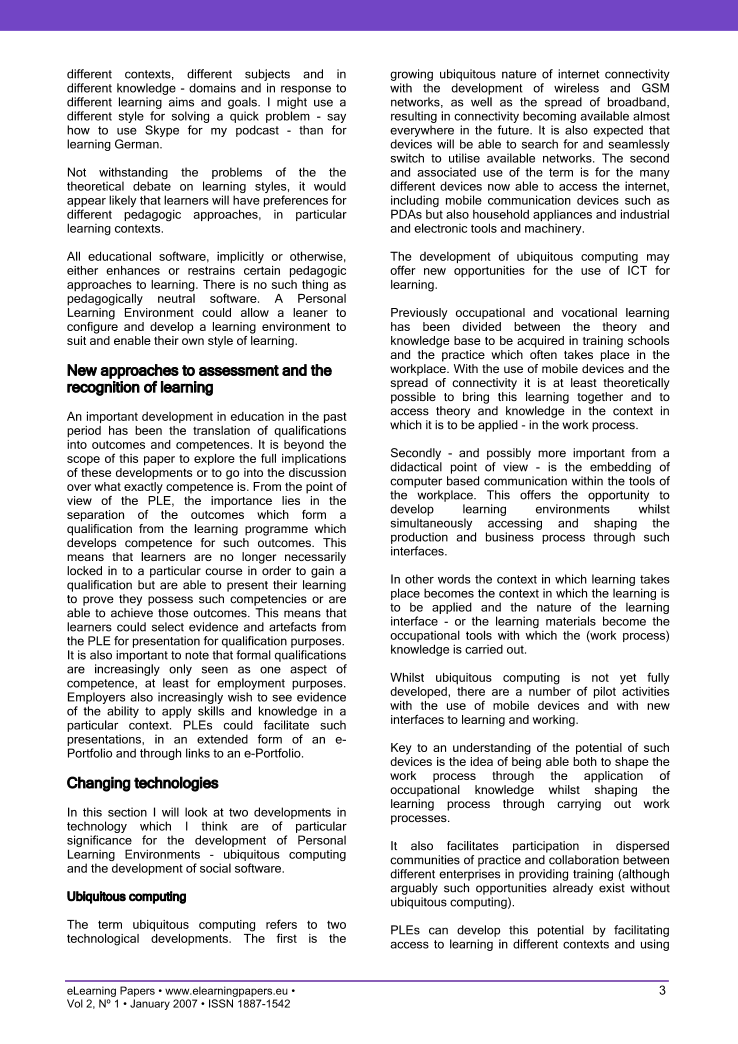 different contexts, different subjects and in
different knowledge - domains and in response to
different learning aims and goals. I might use a
different style for solving a quick problem - say
how to use Skype for my podcast - than for
learning German.
Not withstanding the problems of the the
theoretical debate on learning styles, it would
appear likely that learners will have preferences for
different pedagogic approaches, in particular
learning contexts.
All educational software, implicitly or otherwise,
either enhances or restrains certain pedagogic
approaches to learning. There is no such thing as
pedagogically neutral software. A Personal
Learning Environment could allow a leaner to
configure and develop a learning environment to
suit and enable their own style of learning.
New approaches to assessment and the
recognition of learning
An important development in education in the past
period has been the translation of qualifications
into outcomes and competences. It is beyond the
scope of this paper to explore the full implications
of these developments or to go into the discussion
over what exactly competence is. From the point of
view of the PLE, the importance lies in the
separation of the outcomes which form a
qualification from the learning programme which
develops competence for such outcomes. This
means that learners are no longer necessarily
locked in to a particular course in order to gain a
qualification but are able to present their learning
to prove they possess such competencies or are
able to achieve those outcomes. This means that
learners could select evidence and artefacts from
the PLE for presentation for qualification purposes.
It is also important to note that formal qualifications
are increasingly only seen as one aspect of
competence, at least for employment purposes.
Employers also increasingly wish to see evidence
of the ability to apply skills and knowledge in a
particular context. PLEs could facilitate such
presentations, in an extended form of an e-
Portfolio and through links to an e-Portfolio.
Changing technologies
In this section I will look at two developments in
technology which I think are of particular
significance for the development of Personal
Learning Environments - ubiquitous computing
and the development of social software.
Ubiquitous computing
The term ubiquitous computing refers to two
technological developments. The first is the
growing ubiquitous nature of internet connectivity
with the development of wireless and GSM
networks, as well as the spread of broadband,
resulting in connectivity becoming available almost
everywhere in the future. It is also expected that
devices will be able to search for and seamlessly
switch to utilise available networks. The second
and associated use of the term is for the many
different devices now able to access the internet,
including mobile communication devices such as
PDAs but also household appliances and industrial
and electronic tools and machinery.
The development of ubiquitous computing may
offer new opportunities for the use of ICT for
learning.
Previously occupational and vocational learning
has been divided between the theory and
knowledge base to be acquired in training schools
and the practice which often takes place in the
workplace. With the use of mobile devices and the
spread of connectivity it is at least theoretically
possible to bring this learning together and to
access theory and knowledge in the context in
which it is to be applied - in the work process.
Secondly - and possibly more important from a
didactical point of view - is the embedding of
computer based communication within the tools of
the workplace. This offers the opportunity to
develop learning environments whilst
simultaneously accessing and shaping the
production and business process through such
interfaces.
In other words the context in which learning takes
place becomes the context in which the learning is
to be applied and the nature of the learning
interface - or the learning materials become the
occupational tools with which the (work process)
knowledge is carried out.
Whilst ubiquitous computing is not yet fully
developed, there are a number of pilot activities
with the use of mobile devices and with new
interfaces to learning and working.
Key to an understanding of the potential of such
devices is the idea of being able both to shape the
work process through the application of
occupational knowledge whilst shaping the
learning process through carrying out work
processes.
It also facilitates participation in dispersed
communities of practice and collaboration between
different enterprises in providing training (although
arguably such opportunities already exist without
ubiquitous computing).
PLEs can develop this potential by facilitating
access to learning in different contexts and using
eLearning Papers • www.elearningpapers.eu •
Vol 2, Nº 1 • January 2007 • ISSN 1887-1542
3